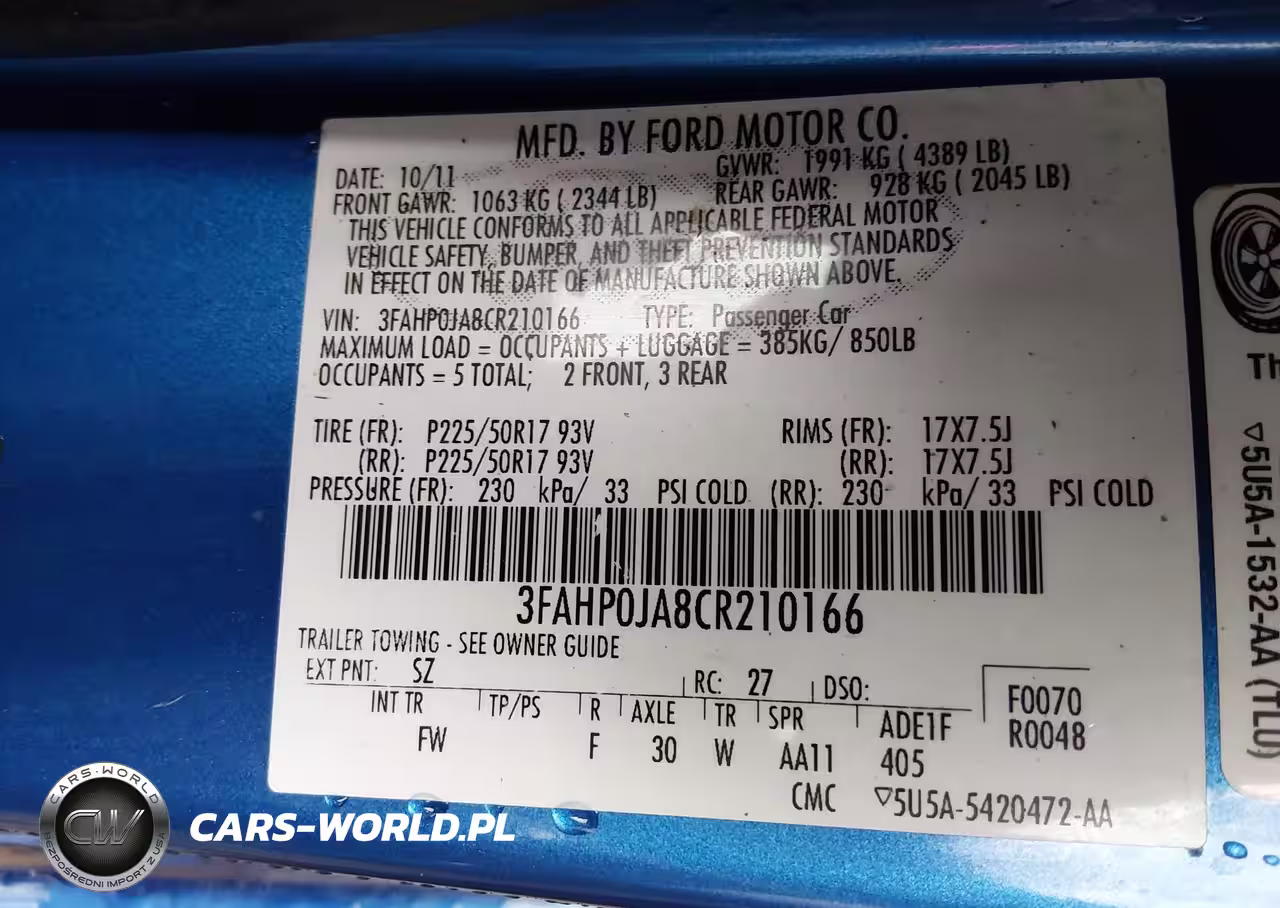 MFD. BY FORD MOTOR CO.
DATE: 10/11 GVWR: 1991 KG ( 4389 LB)
FRONT GAWR: 1063 KG ( 2344 LB) REAR GAWR: 928 KG ( 2045 LB)
THIS VEHICLE CONFORMS TO ALL APPLICABLE FEDERAL MOTOR
VEHICLE SAFETY, BUMPER, AND THEFT PREVENTION STANDARDS
IN EFFECT ON THE DATE OF MANUFACTURE SHOWN ABOVE.
VIN: 3FAHP0JA8CR210166 TYPE: Passenger Car
MAXIMUM LOAD = OCCUPANTS + LUGGAGE = 385KG/ 850LB
OCCUPANTS = 5 TOTAL; 2 FRONT, 3 REAR
TIRE (FR): P225/50R17 93V RIMS (FR): 17X7.5J
(RR): P225/50R17 93V (RR): 17X7.5J
PRESSURE (FR): 230 kPa/ 33 PSI COLD (RR): 230 kPa/ 33 PSI COLD
3FAHP0JA8CR210166
TRAILER TOWING - SEE OWNER GUIDE
EXT PNT: SZ RC: 27 DSO: F0070
INT TR TP/PS R AXLE TR SPR ADE1F R0048
FW F 30 W AA11 405
CMC ▽5U5A-5420472-AA
Th
▽5U5A-1532-AA (1TLU)
CARS-WORLD
CW
BEZPOŚREDNI IMPORT Z USA
CARS-WORLD.PL